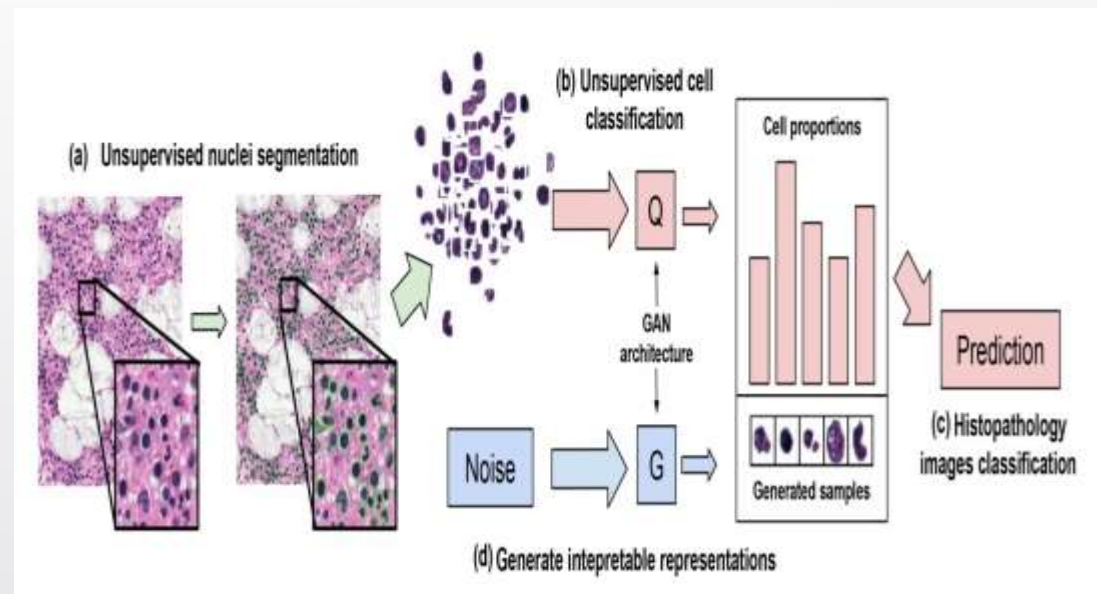 (a) Unsupervised nuclei segmentation
(b) Unsupervised cell
classification
Q
GAN
architecture
Noise
G
Cell proportions
Generated samples
Prediction
(c) Histopathology
images classification
(d) Generate intepretable representations